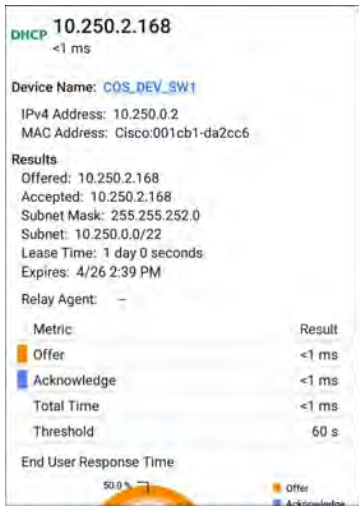 DHCP 10.250.2.168
<1 ms
Device Name: COS_DEV_SW1
IPv4 Address: 10.250.0.2
MAC Address: Cisco:001cb1-da2cc6
Results
Offered: 10.250.2.168
Accepted: 10.250.2.168
Subnet Mask: 255.255.252.0
Subnet: 10.250.0.0/22
Lease Time: 1 day 0 seconds
Expires: 4/26 2:39 PM
Relay Agent: --
Metric Result
Offer <1 ms
Acknowledge <1 ms
Total Time <1 ms
Threshold 60 s
End User Response Time
50.0 % Offer
Acknowledge